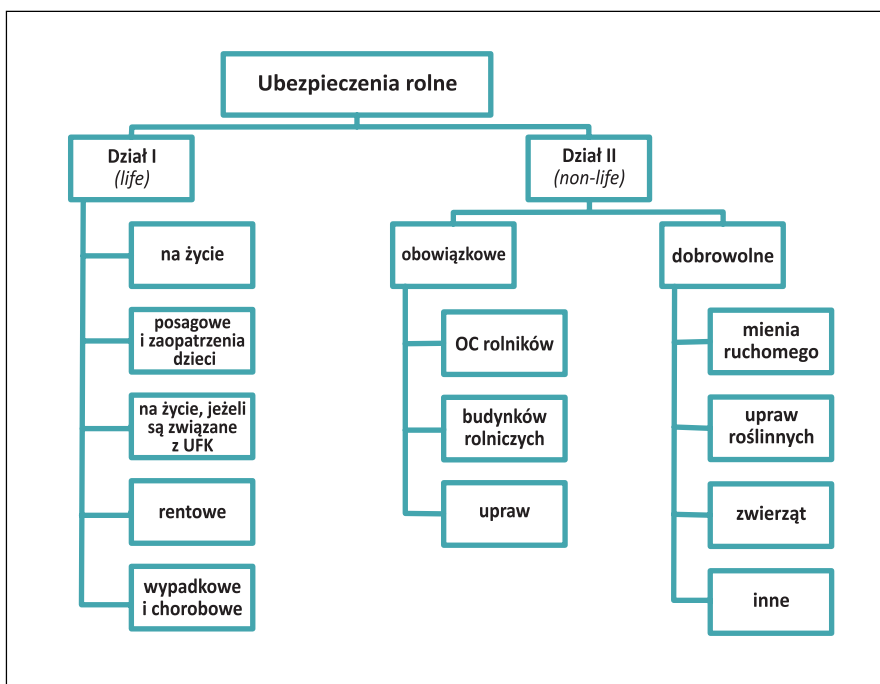 Ubezpieczenia rolne
Dział I
(life)
na życie
posagowe
i zaopatrzenia
dzieci
na życie, jeżeli
są związane
z UFK
rentowe
wypadkowe
i chorobowe
Dział II
(non-life)
obowiązkowe
OC rolników
budynków
rolniczych
upraw
dobrowolne
mienia
ruchomego
upraw
roślinnych
zwierząt
inne